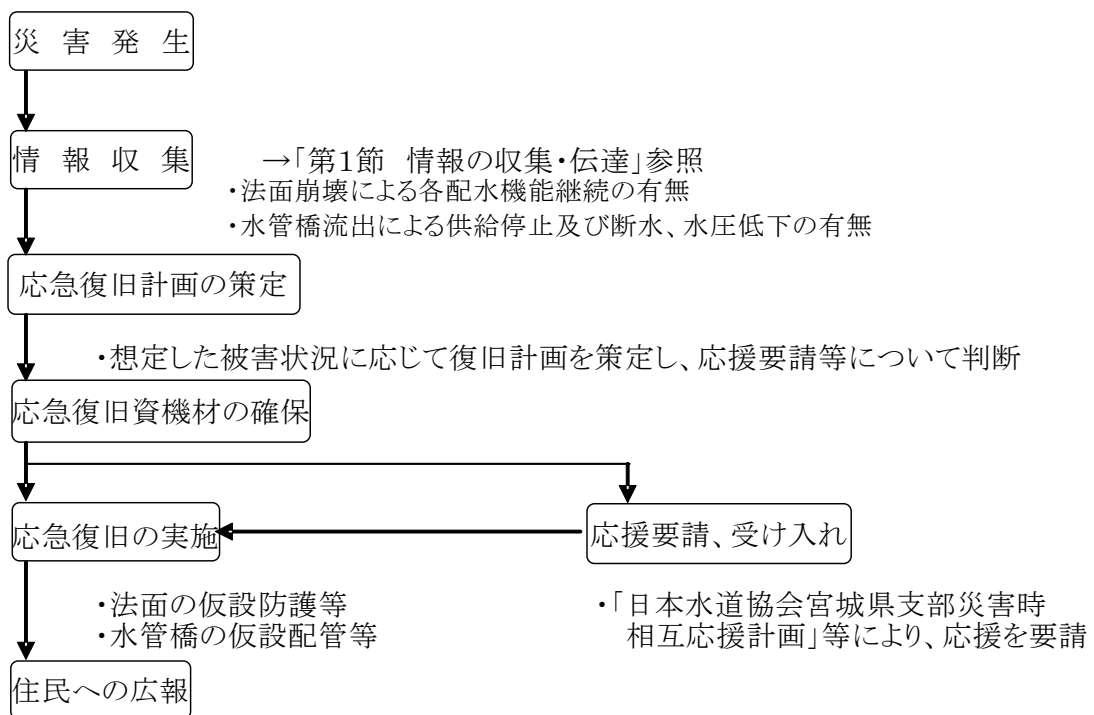 災 害 発 生
情 報 収 集
→「第1節 情報の収集・伝達」参照
・法面崩壊による各配水機能継続の有無
・水管橋流出による供給停止及び断水、水圧低下の有無
応急復旧計画の策定
・想定した被害状況に応じて復旧計画を策定し、応援要請等について判断
応急復旧資機材の確保
応急復旧の実施
応援要請、受け入れ
・法面の仮設防護等
・水管橋の仮設配管等
・「日本水道協会宮城県支部災害時
相互応援計画」等により、応援を要請
住民への広報